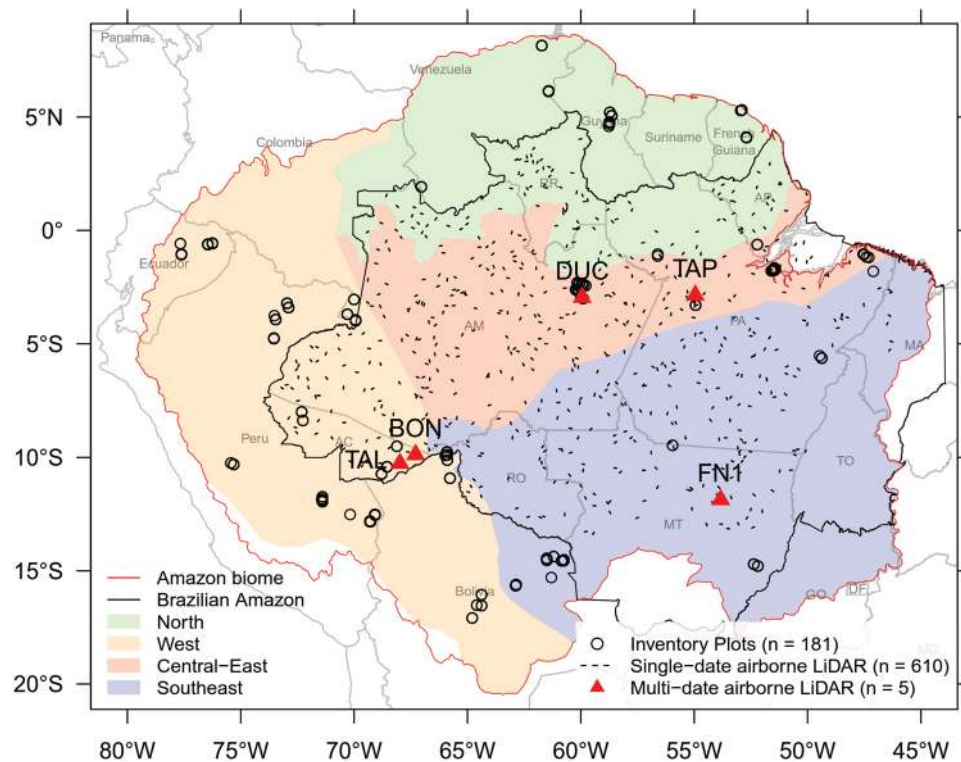 Panama
Venezuela
Guyana
Suriname
French
Guiana
Colombia
RR
AP
Ecuador
DUC
TAP
AM
PA
MA
Peru
AC
BON
TAL
RO
FN1
TO
MT
Bolivia
GO
DF
MG
5°N
0°
5°S
10°S
15°S
20°S
Amazon biome
Brazilian Amazon
North
West
Central−East
Southeast
Inventory Plots (n = 181)
Single−date airborne LiDAR (n = 610)
Multi−date airborne LiDAR (n = 5)
80°W 75°W 70°W 65°W 60°W 55°W 50°W 45°W